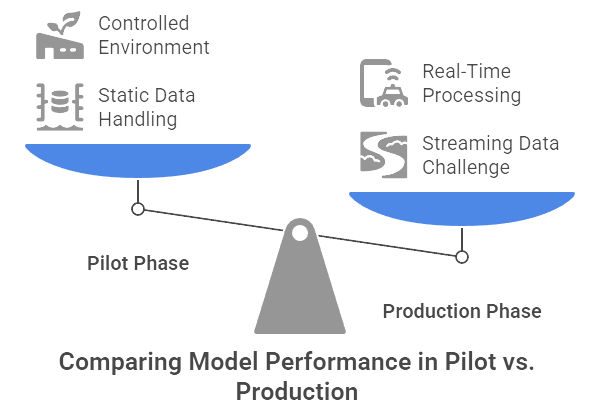 Controlled
Environment
Static Data
Handling
Real-Time
Processing
Streaming Data
Challenge
Pilot Phase
Production Phase
Comparing Model Performance in Pilot vs.
Production